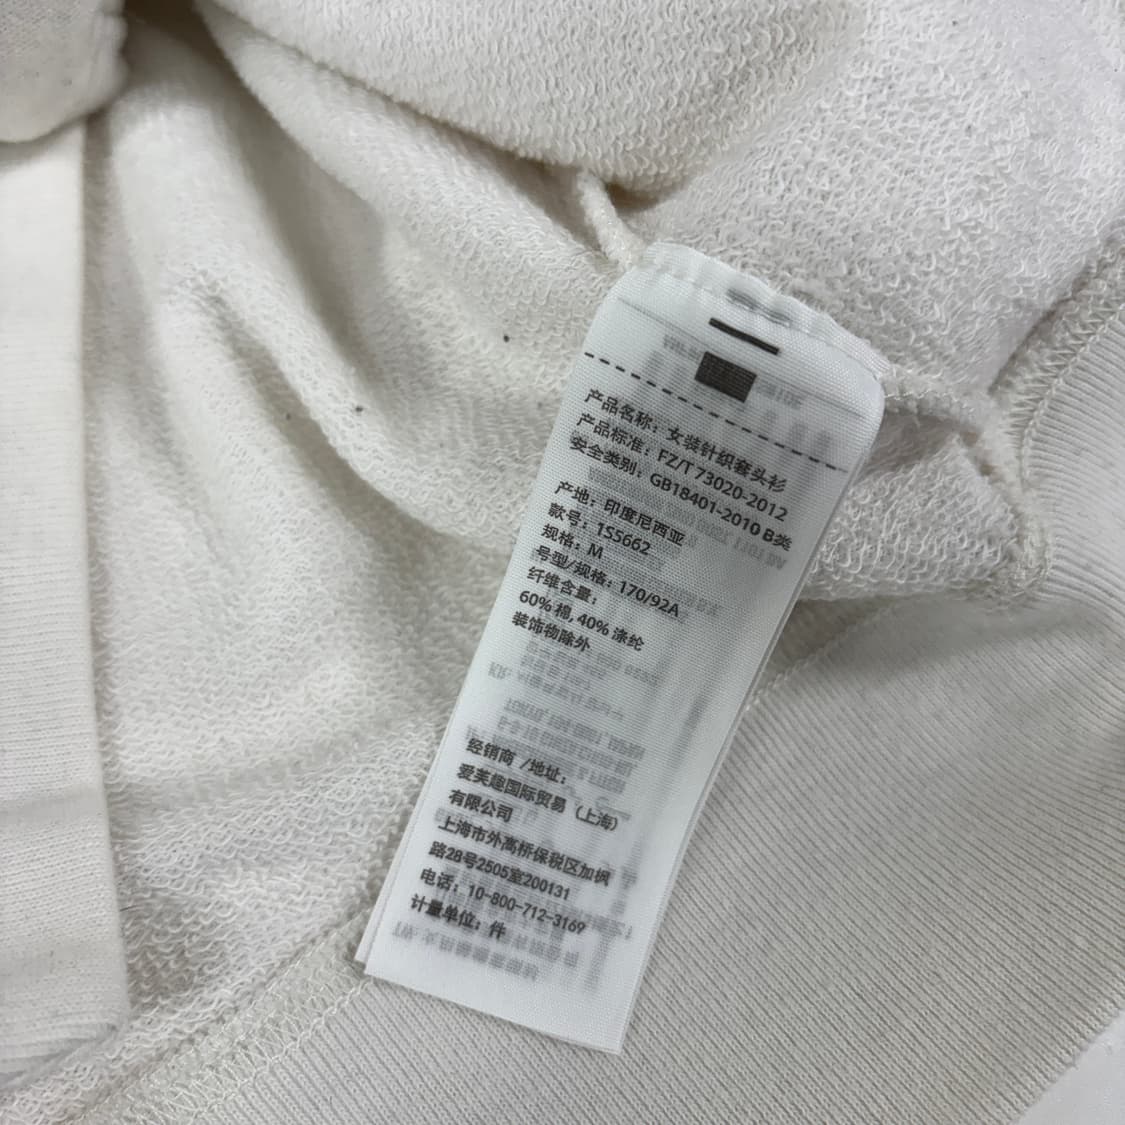 产品名称：女装针织套头衫
产品标准：FZ/T 73020-2012
安全类别：GB18401-2010 B类
产地：印度尼西亚
款号：1S5662
规格：M
号型/规格：170/92A
纤维含量：
60% 棉, 40% 涤纶
装饰物除外
经销商 /地址：
爱芙趣国际贸易（上海）
有限公司
上海市外高桥保税区加枫
路28号2505室200131
电话：10-800-712-3169
计量单位：件